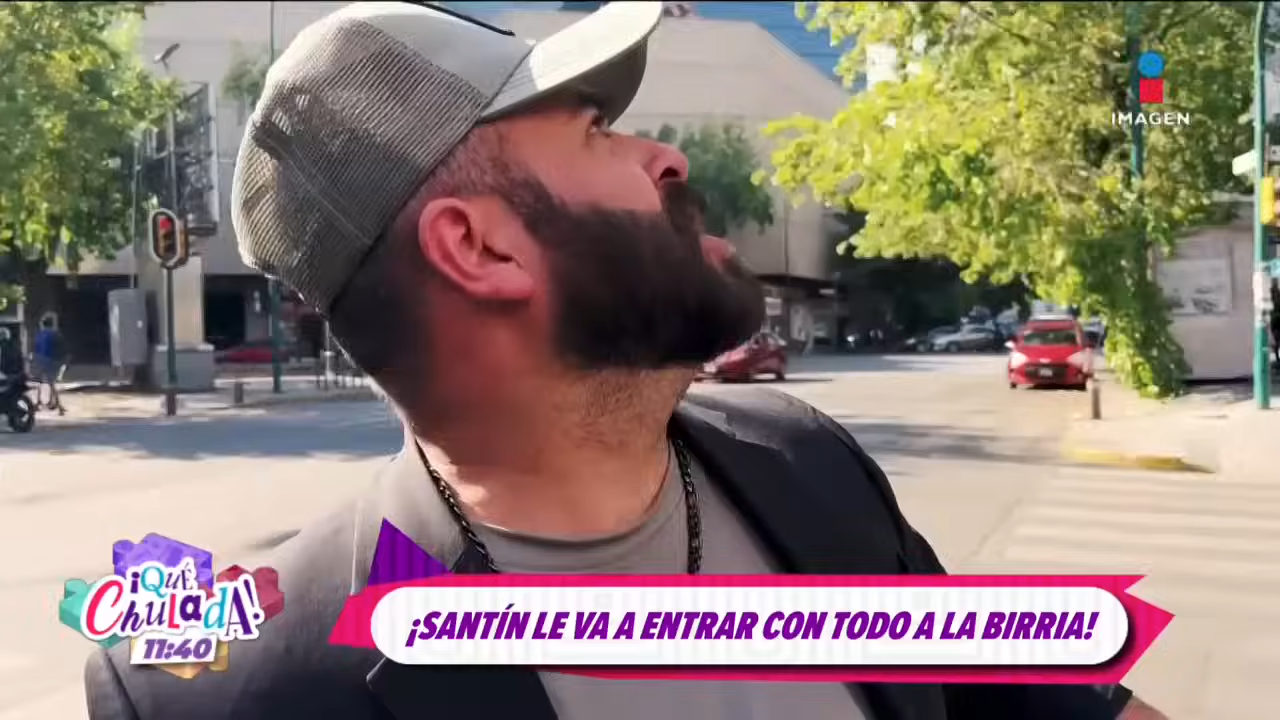 IMAGEN
¡QUÉ
CHULADA!
11:40
¡SANTÍN LE VA A ENTRAR CON TODO A LA BIRRIA!